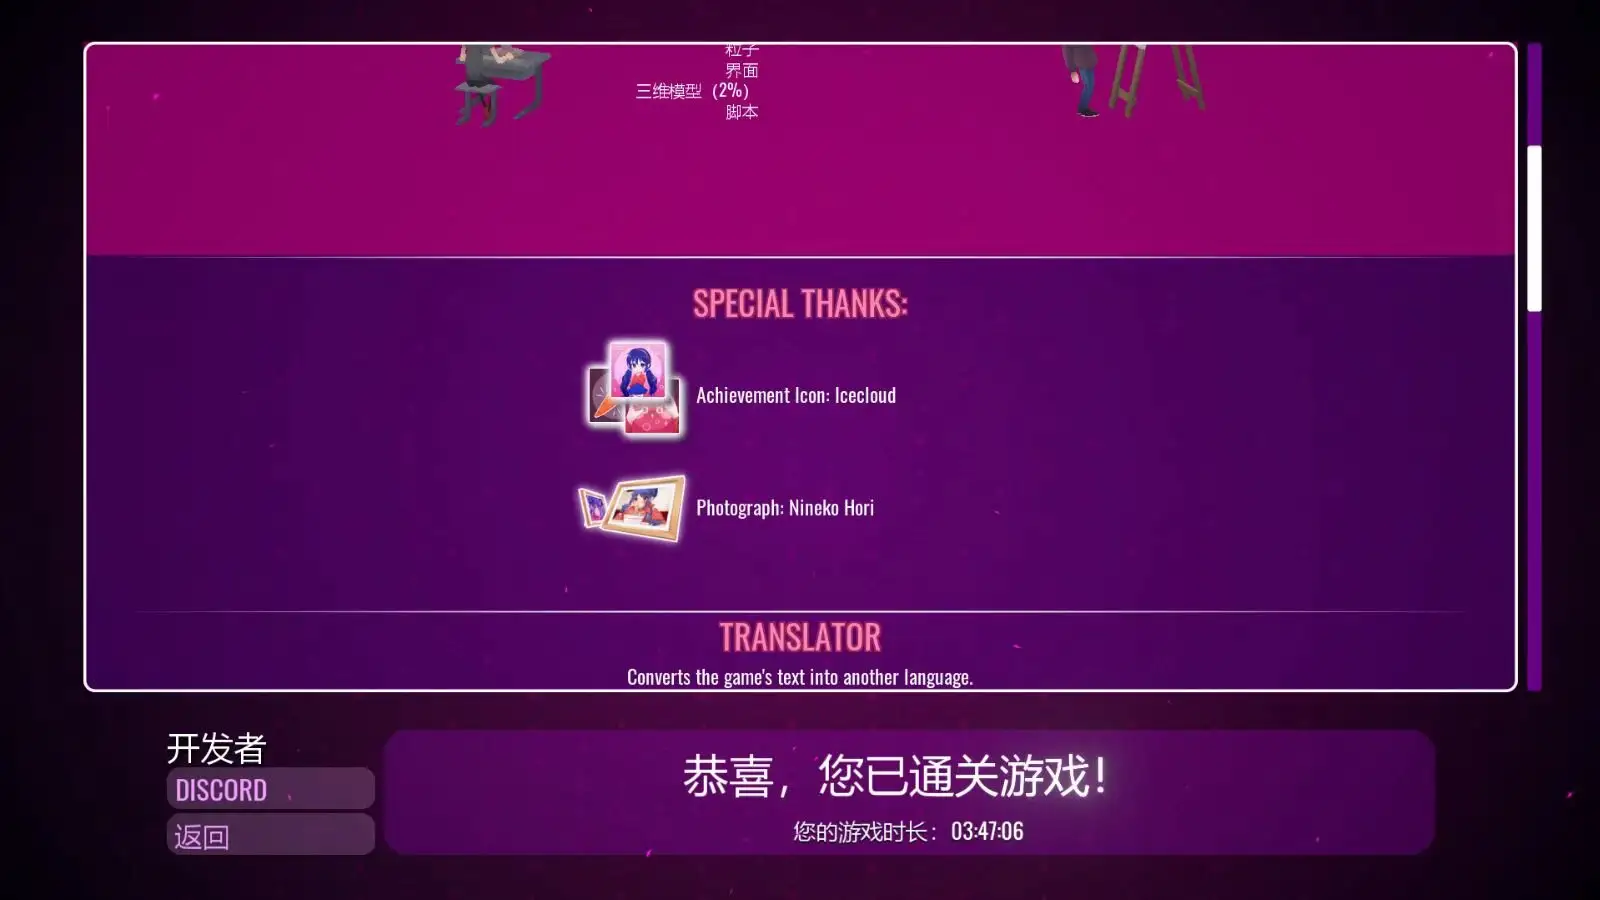 粒子
界面
三维模型（2%）
脚本
SPECIAL THANKS:
Achievement Icon: Icecloud
Photograph: Nineko Hori
TRANSLATOR
Converts the game's text into another language.
开发者
DISCORD
返回
恭喜，您已通关游戏！
您的游戏时长：03:47:06